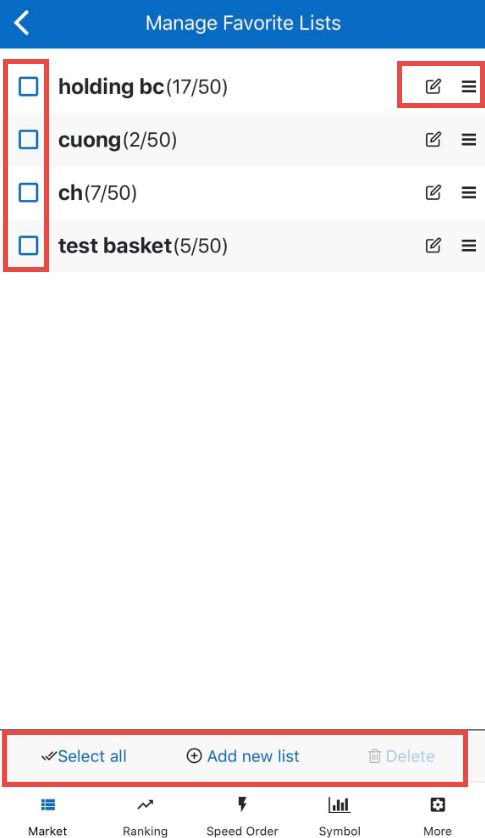 Manage Favorite Lists
holding bc(17/50)
cuong(2/50)
ch(7/50)
test basket(5/50)
Select all Add new list Delete
Market Ranking Speed Order Symbol More